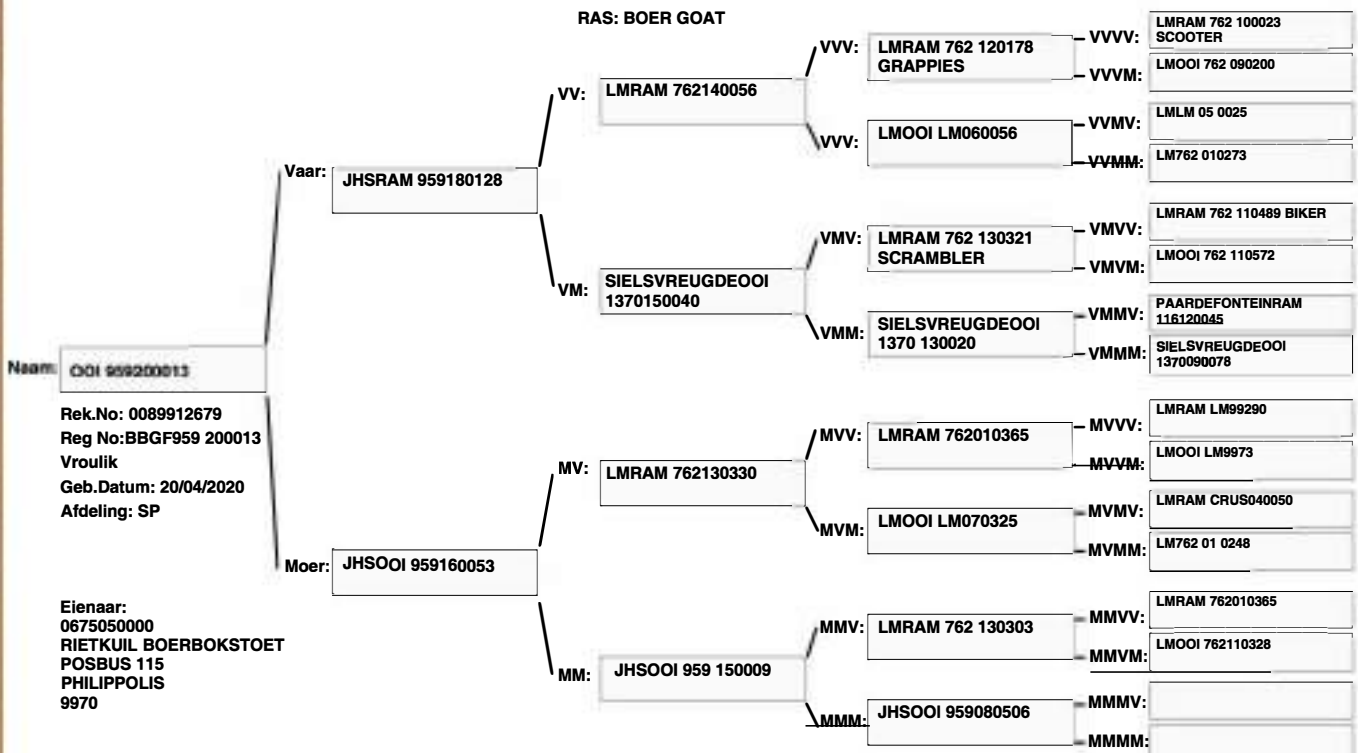 RAS: BOER GOAT
Naam: OOI 959200013
Rek.No: 0089912679
Reg No:BBGF959 200013
Vroulik
Geb.Datum: 20/04/2020
Afdeling: SP
Eienaar:
0675050000
RIETKUIL BOERBOKSTOET
POSBUS 115
PHILIPPOLIS
9970
Vaar: JHSRAM 959180128
Moer: JHSOOI 959160053
VV: LMRAM 762140056
VM: SIELSVREUGDEOOI
1370150040
MV: LMRAM 762130330
MM: JHSOOI 959 150009
VVV: LMRAM 762 120178
GRAPPIES
VVV: LMOOI LM060056
VMV: LMRAM 762 130321
SCRAMBLER
VMM: SIELSVREUGDEOOI
1370 130020
MVV: LMRAM 762010365
MVM: LMOOI LM070325
MMV: LMRAM 762 130303
MMM: JHSOOI 959080506
VVVV: LMRAM 762 100023
SCOOTER
VVVM: LMOOI 762 090200
VVMV: LMLM 05 0025
VVMM: LM762 010273
VMVV: LMRAM 762 110489 BIKER
VMVM: LMOOI 762 110572
VMMV: PAARDEFONTEINRAM
116120045
VMMM: SIELSVREUGDEOOI
1370090078
MVVV: LMRAM LM99290
MVVM: LMOOI LM9973
MVMV: LMRAM CRUS040050
MVMM: LM762 01 0248
MMVV: LMRAM 762010365
MMVM: LMOOI 762110328
MMMV:
MMMM: